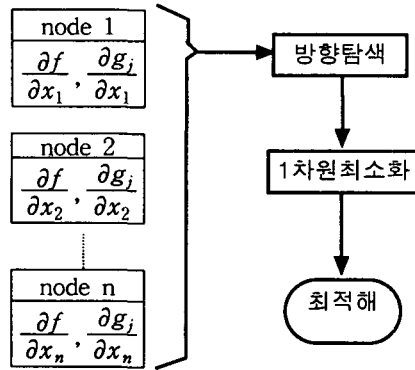 node 1
∂f/∂x₁, ∂gⱼ/∂x₁
node 2
∂f/∂x₂, ∂gⱼ/∂x₂
node n
∂f/∂xₙ, ∂gⱼ/∂xₙ
방향탐색
1차원최소화
최적해